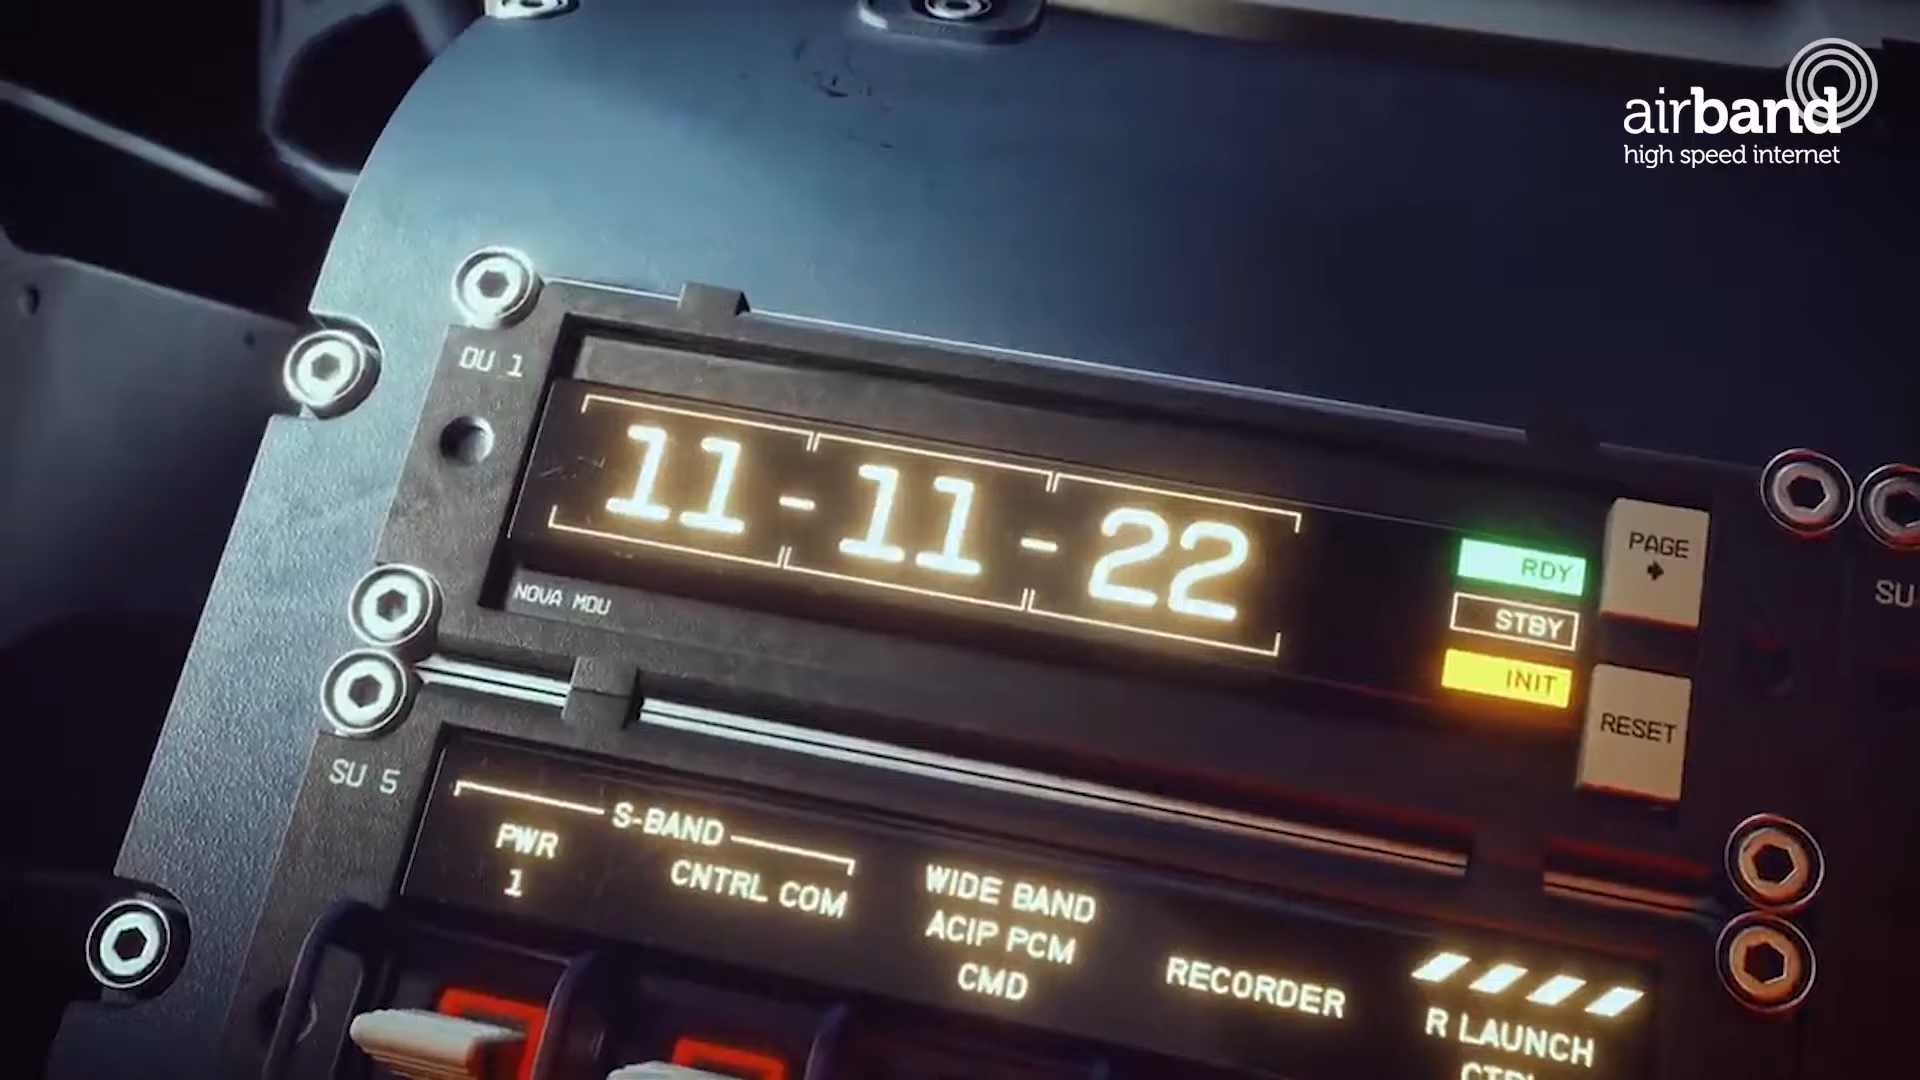 airband
high speed internet
DU 1
11-11-22
RDY
PAGE
STBY
INIT
NOVA MDU
RESET
SU
SU 5
S-BAND
PWR
1
CNTRL COM
WIDE BAND
ACIP PCM
CMD
RECORDER
R LAUNCH